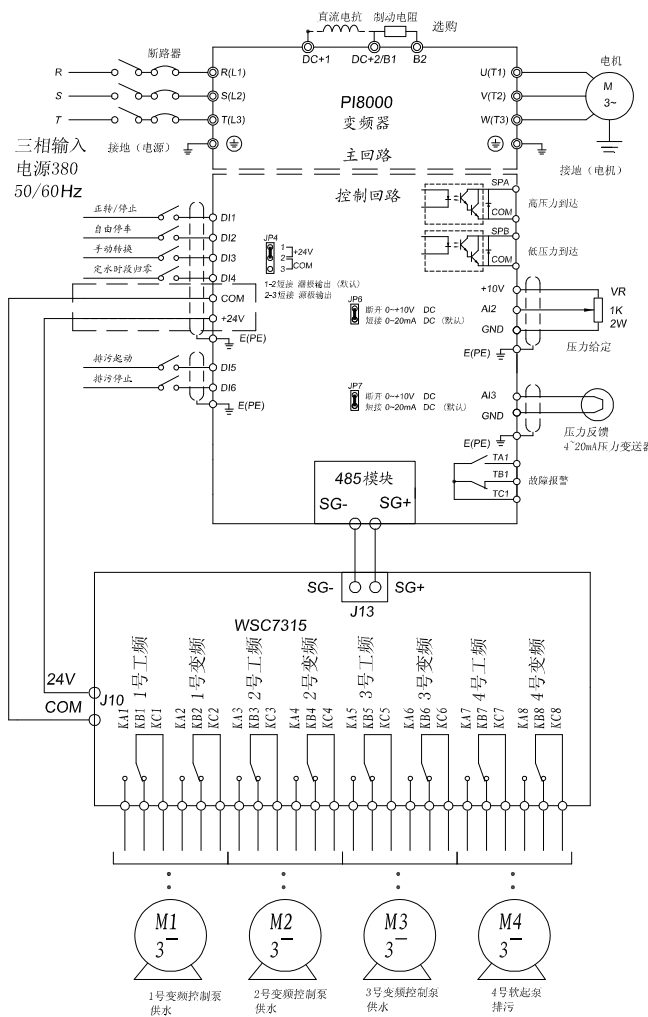 直流电抗 制动电阻 选购
断路器
DC+1 DC+2/B1 B2
电机
R R(L1) U(T1)
M
3~
S S(L2) V(T2)
PI8000
变频器
T T(L3) W(T3)
三相输入
电源380
50/60Hz
接地（电源）
主回路
接地（电机）
控制回路
SPA
COM
高压力到达
SPB
COM
低压力到达
正转/停止 DI1
自由停车 DI2
手动转换 DI3
定水时段归零 DI4
COM
+24V
E(PE)
JP4
1
2
3
+24V
COM
1-2短接 漏极输出（默认）
2-3短接 源极输出
JP6
断开 0~+10V DC
短接 0~20mA DC（默认）
+10V
AI2
GND
E(PE)
VR
1K
2W
压力给定
排污起动 DI5
排污停止 DI6
E(PE)
JP7
断开 0~+10V DC
短接 0~20mA DC（默认）
AI3
GND
E(PE)
压力反馈
4~20mA压力变送器
TA1
TB1
TC1
故障报警
485模块
SG- SG+
SG- SG+
J13
WSC7315
24V
COM
J10
1号工频 1号变频 2号工频 2号变频 3号工频 3号变频 4号工频 4号变频
KA1 KB1 KC1 KA2 KB2 KC2 KA3 KB3 KC3 KA4 KB4 KC4 KA5 KB5 KC5 KA6 KB6 KC6 KA7 KB7 KC7 KA8 KB8 KC8
M1 M2 M3 M4
3— 3— 3— 3—
1号变频控制泵
供水
2号变频控制泵
供水
3号变频控制泵
供水
4号软起泵
排污